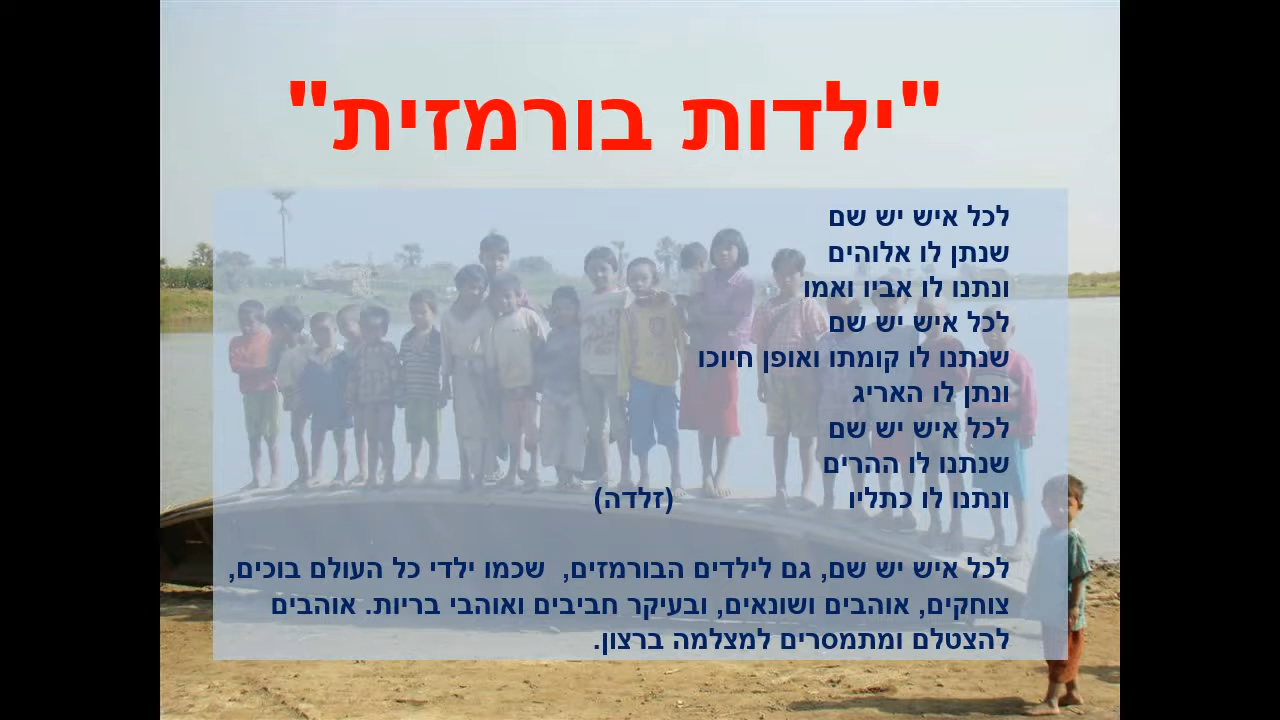 "ילדות בורמזית"
לכל איש יש שם
שנתן לו אלוהים
ונתנו לו אביו ואמו
לכל איש יש שם
שנתנו לו קומתו ואופן חיוכו
ונתן לו האריג
לכל איש יש שם
שנתנו לו ההרים
ונתנו לו כתליו (זלדה)
לכל איש יש שם, גם לילדים הבורמזים, שכמו ילדי כל העולם בוכים,
צוחקים, אוהבים ושונאים, ובעיקר חביבים ואוהבי בריות. אוהבים
להצטלם ומתמסרים למצלמה ברצון.